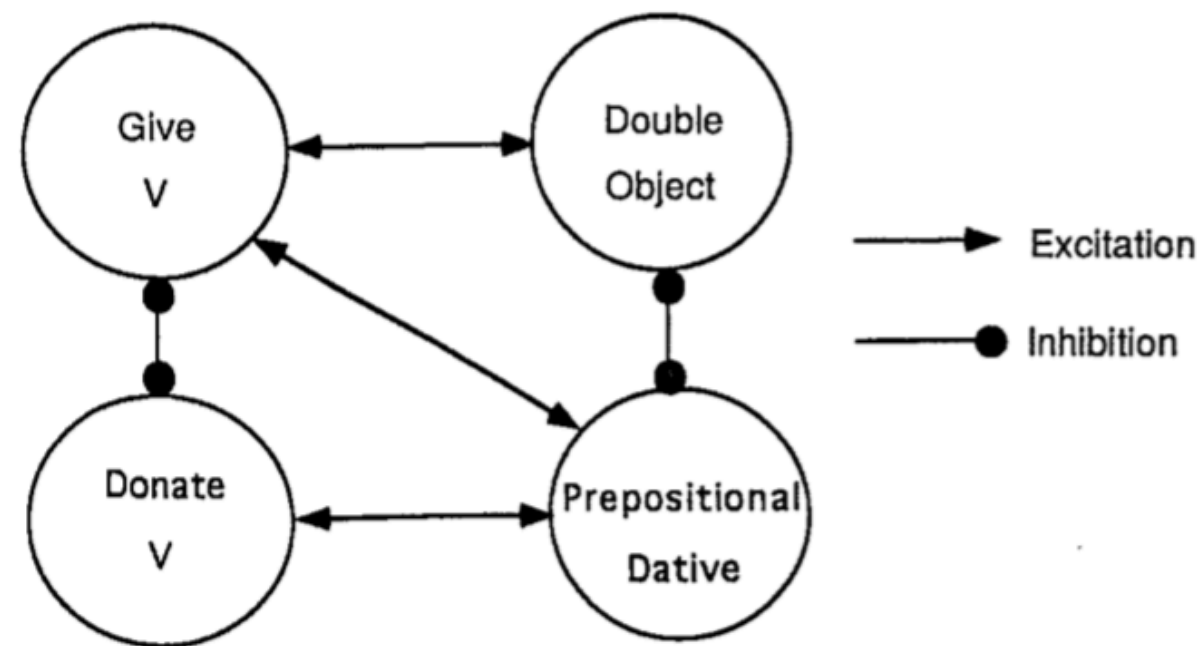 Give
V
Double
Object
Excitation
Inhibition
Donate
V
Prepositional
Dative